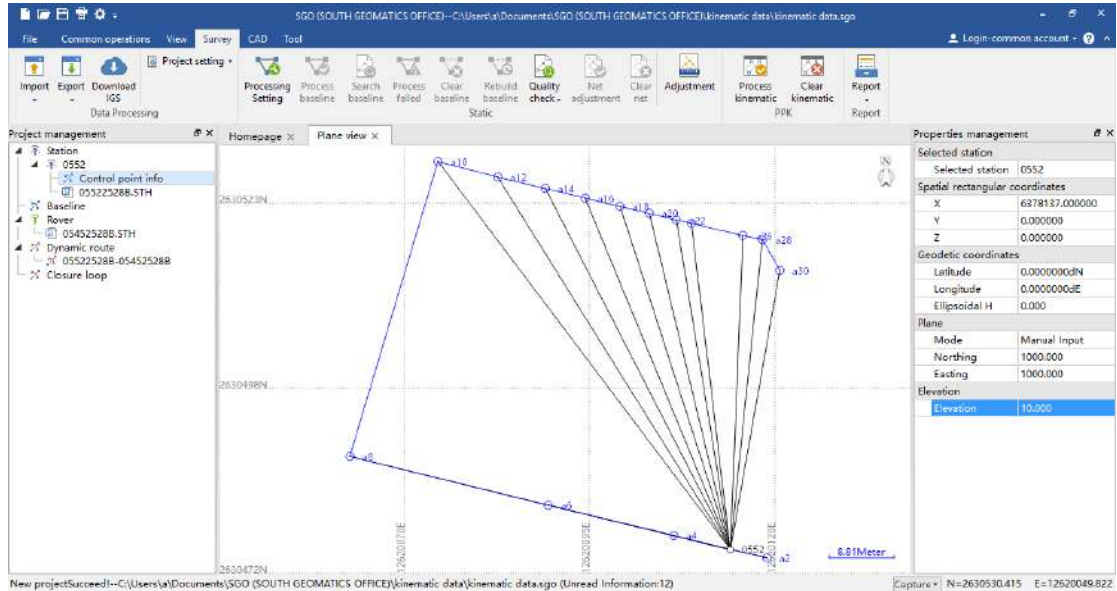 SGO (SOUTH GEOMATICS OFFICE)--C:\Users\a\Documents\SGO (SOUTH GEOMATICS OFFICE)\kinematic data\kinematic data.sgo
File Common operations View Survey CAD Tool Login-common account
Import Export Download IGS Project setting
Data Processing
Processing Setting Process baseline Search baseline Process failed Clear baseline Rebuild baseline Quality check Net adjustment Clear net Adjustment
Static
Process kinematic Clear kinematic
PPK
Report
Report
Project management
Station
0552
Control point info
05522528B.STH
Baseline
Rover
05452528B.STH
Dynamic route
05522528B-05452528B
Closure loop
Homepage Plane view
a10
a12
a14
a16
a18
a20
a22
a28
a30
a8
a6
a4
0552
a2
N
2630523N
2630498N
2630472N
12620070E
12620095E
12620120E
8.81Meter
Properties management
Selected station
Selected station 0552
Spatial rectangular coordinates
X 6378137.000000
Y 0.000000
Z 0.000000
Geodetic coordinates
Latitude 0.0000000dN
Longitude 0.0000000dE
Ellipsoidal H 0.000
Plane
Mode Manual Input
Northing 1000.000
Easting 1000.000
Elevation
Elevation 10.000
New projectSucceed!--C:\Users\a\Documents\SGO (SOUTH GEOMATICS OFFICE)\kinematic data\kinematic data.sgo (Unread Information:12) Capture N=2630530.415 E=12620049.822